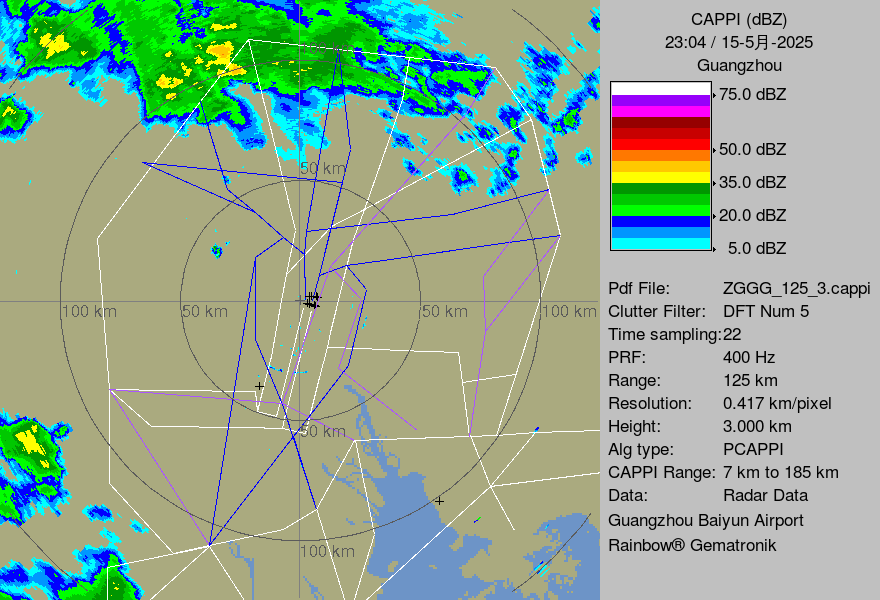 CAPPI (dBZ)
23:04 / 15-5月-2025
Guangzhou
75.0 dBZ
50.0 dBZ
35.0 dBZ
20.0 dBZ
5.0 dBZ
Pdf File: ZGGG_125_3.cappi
Clutter Filter: DFT Num 5
Time sampling:22
PRF: 400 Hz
Range: 125 km
Resolution: 0.417 km/pixel
Height: 3.000 km
Alg type: PCAPPI
CAPPI Range: 7 km to 185 km
Data: Radar Data
Guangzhou Baiyun Airport
Rainbow® Gematronik
50 km
100 km
50 km
50 km
100 km
50 km
100 km